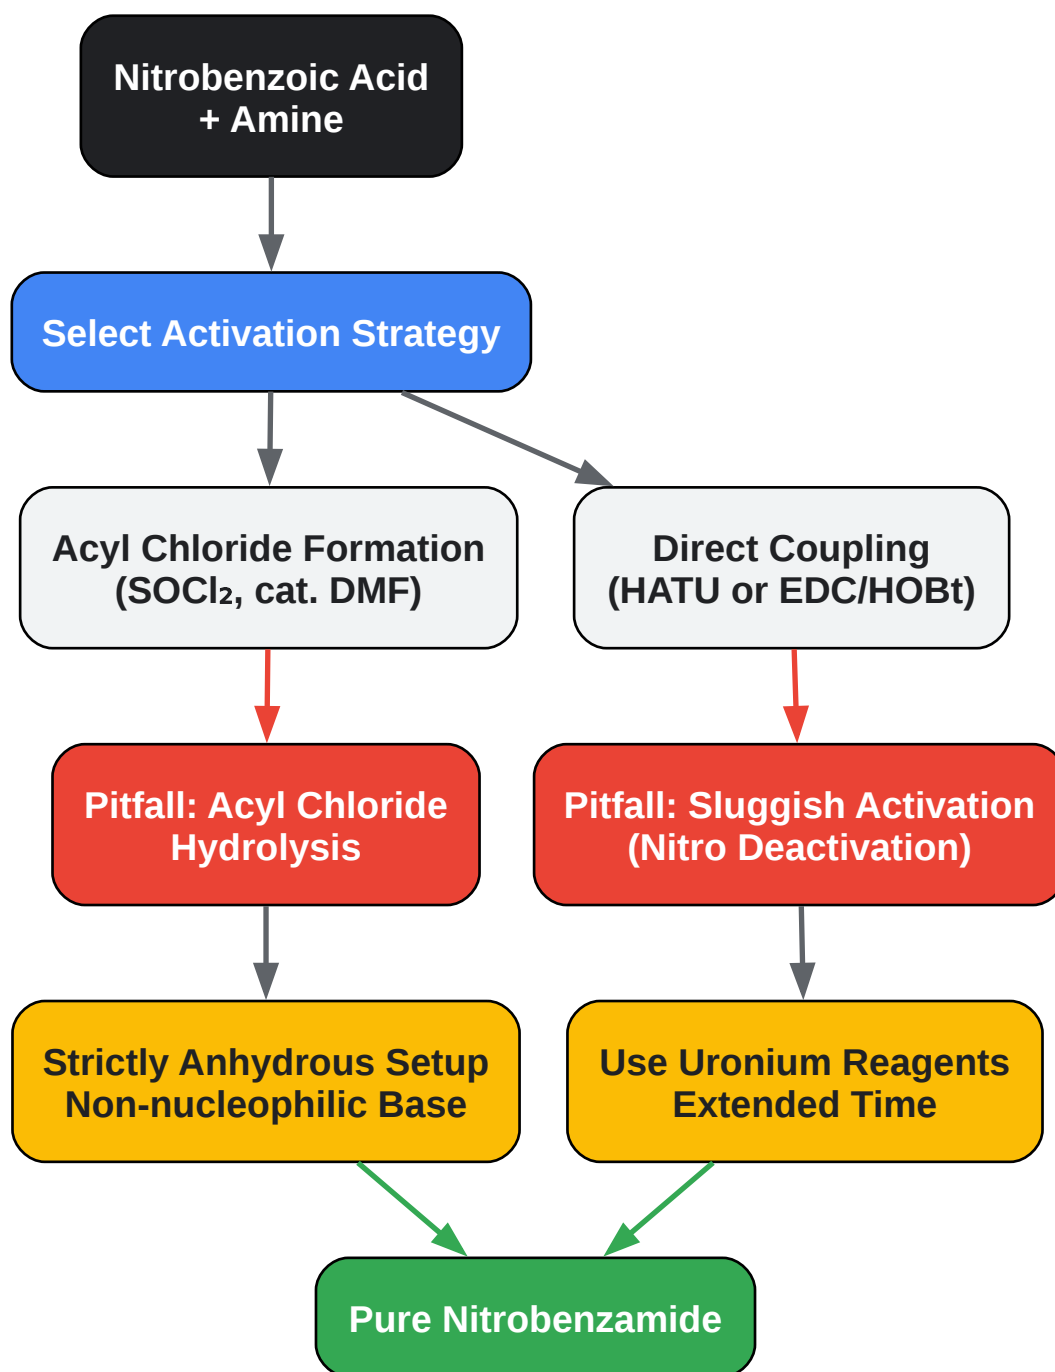 Nitrobenzoic Acid
+ Amine
Select Activation Strategy
Acyl Chloride Formation
(SOCl₂, cat. DMF)
Direct Coupling
(HATU or EDC/HOBt)
Pitfall: Acyl Chloride
Hydrolysis
Pitfall: Sluggish Activation
(Nitro Deactivation)
Strictly Anhydrous Setup
Non-nucleophilic Base
Use Uronium Reagents
Extended Time
Pure Nitrobenzamide